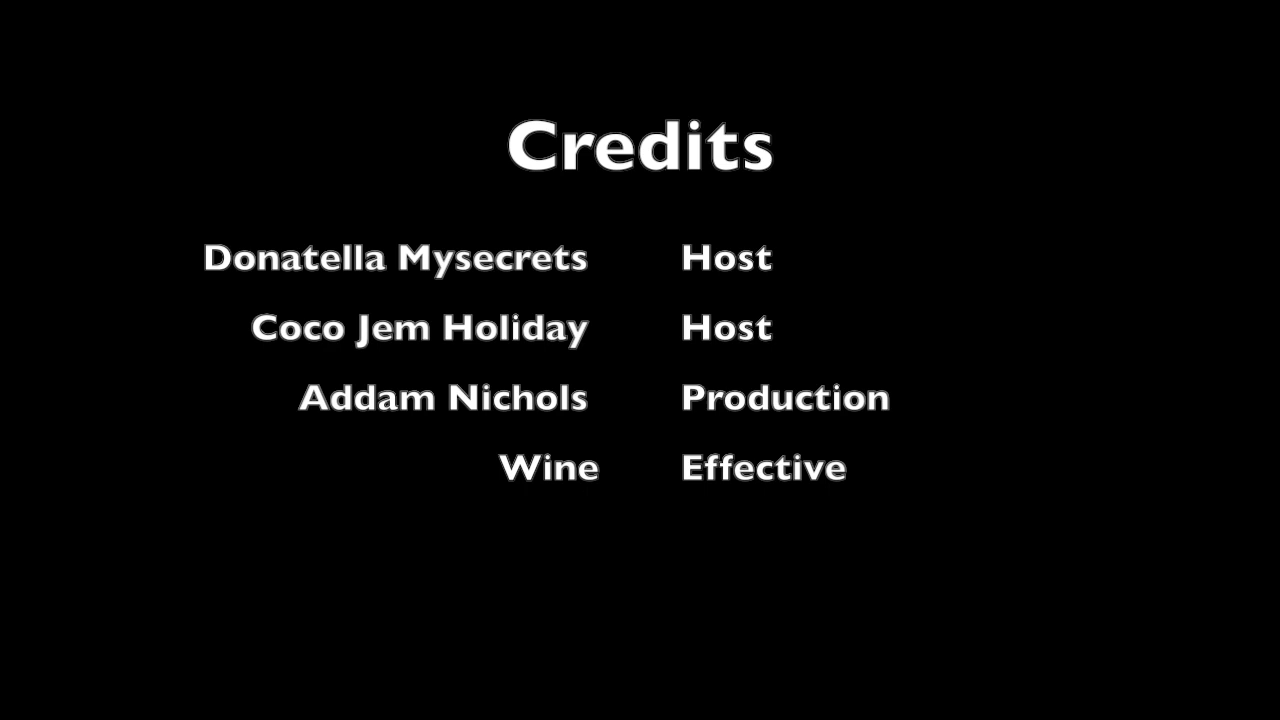 Credits
Donatella Mysecrets Host
Coco Jem Holiday Host
Addam Nichols Production
Wine Effective